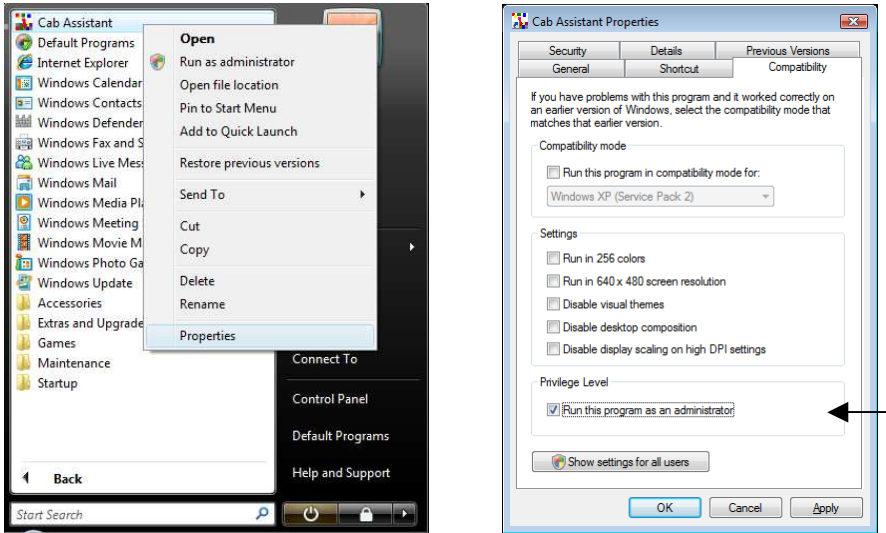 Cab Assistant
Default Programs
Internet Explorer
Windows Calendar
Windows Contacts
Windows Defender
Windows Fax and S
Windows Live Mes
Windows Mail
Windows Media Pl
Windows Meeting
Windows Movie M
Windows Photo Ga
Windows Update
Accessories
Extras and Upgrade
Games
Maintenance
Startup
Back
Start Search
Open
Run as administrator
Open file location
Pin to Start Menu
Add to Quick Launch
Restore previous versions
Send To
Cut
Copy
Delete
Rename
Properties
Connect To
Control Panel
Default Programs
Help and Support
Cab Assistant Properties
Security Details Previous Versions
General Shortcut Compatibility
If you have problems with this program and it worked correctly on
an earlier version of Windows, select the compatibility mode that
matches that earlier version.
Compatibility mode
Run this program in compatibility mode for:
Windows XP (Service Pack 2)
Settings
Run in 256 colors
Run in 640 x 480 screen resolution
Disable visual themes
Disable desktop composition
Disable display scaling on high DPI settings
Privilege Level
Run this program as an administrator
Show settings for all users
OK Cancel Apply